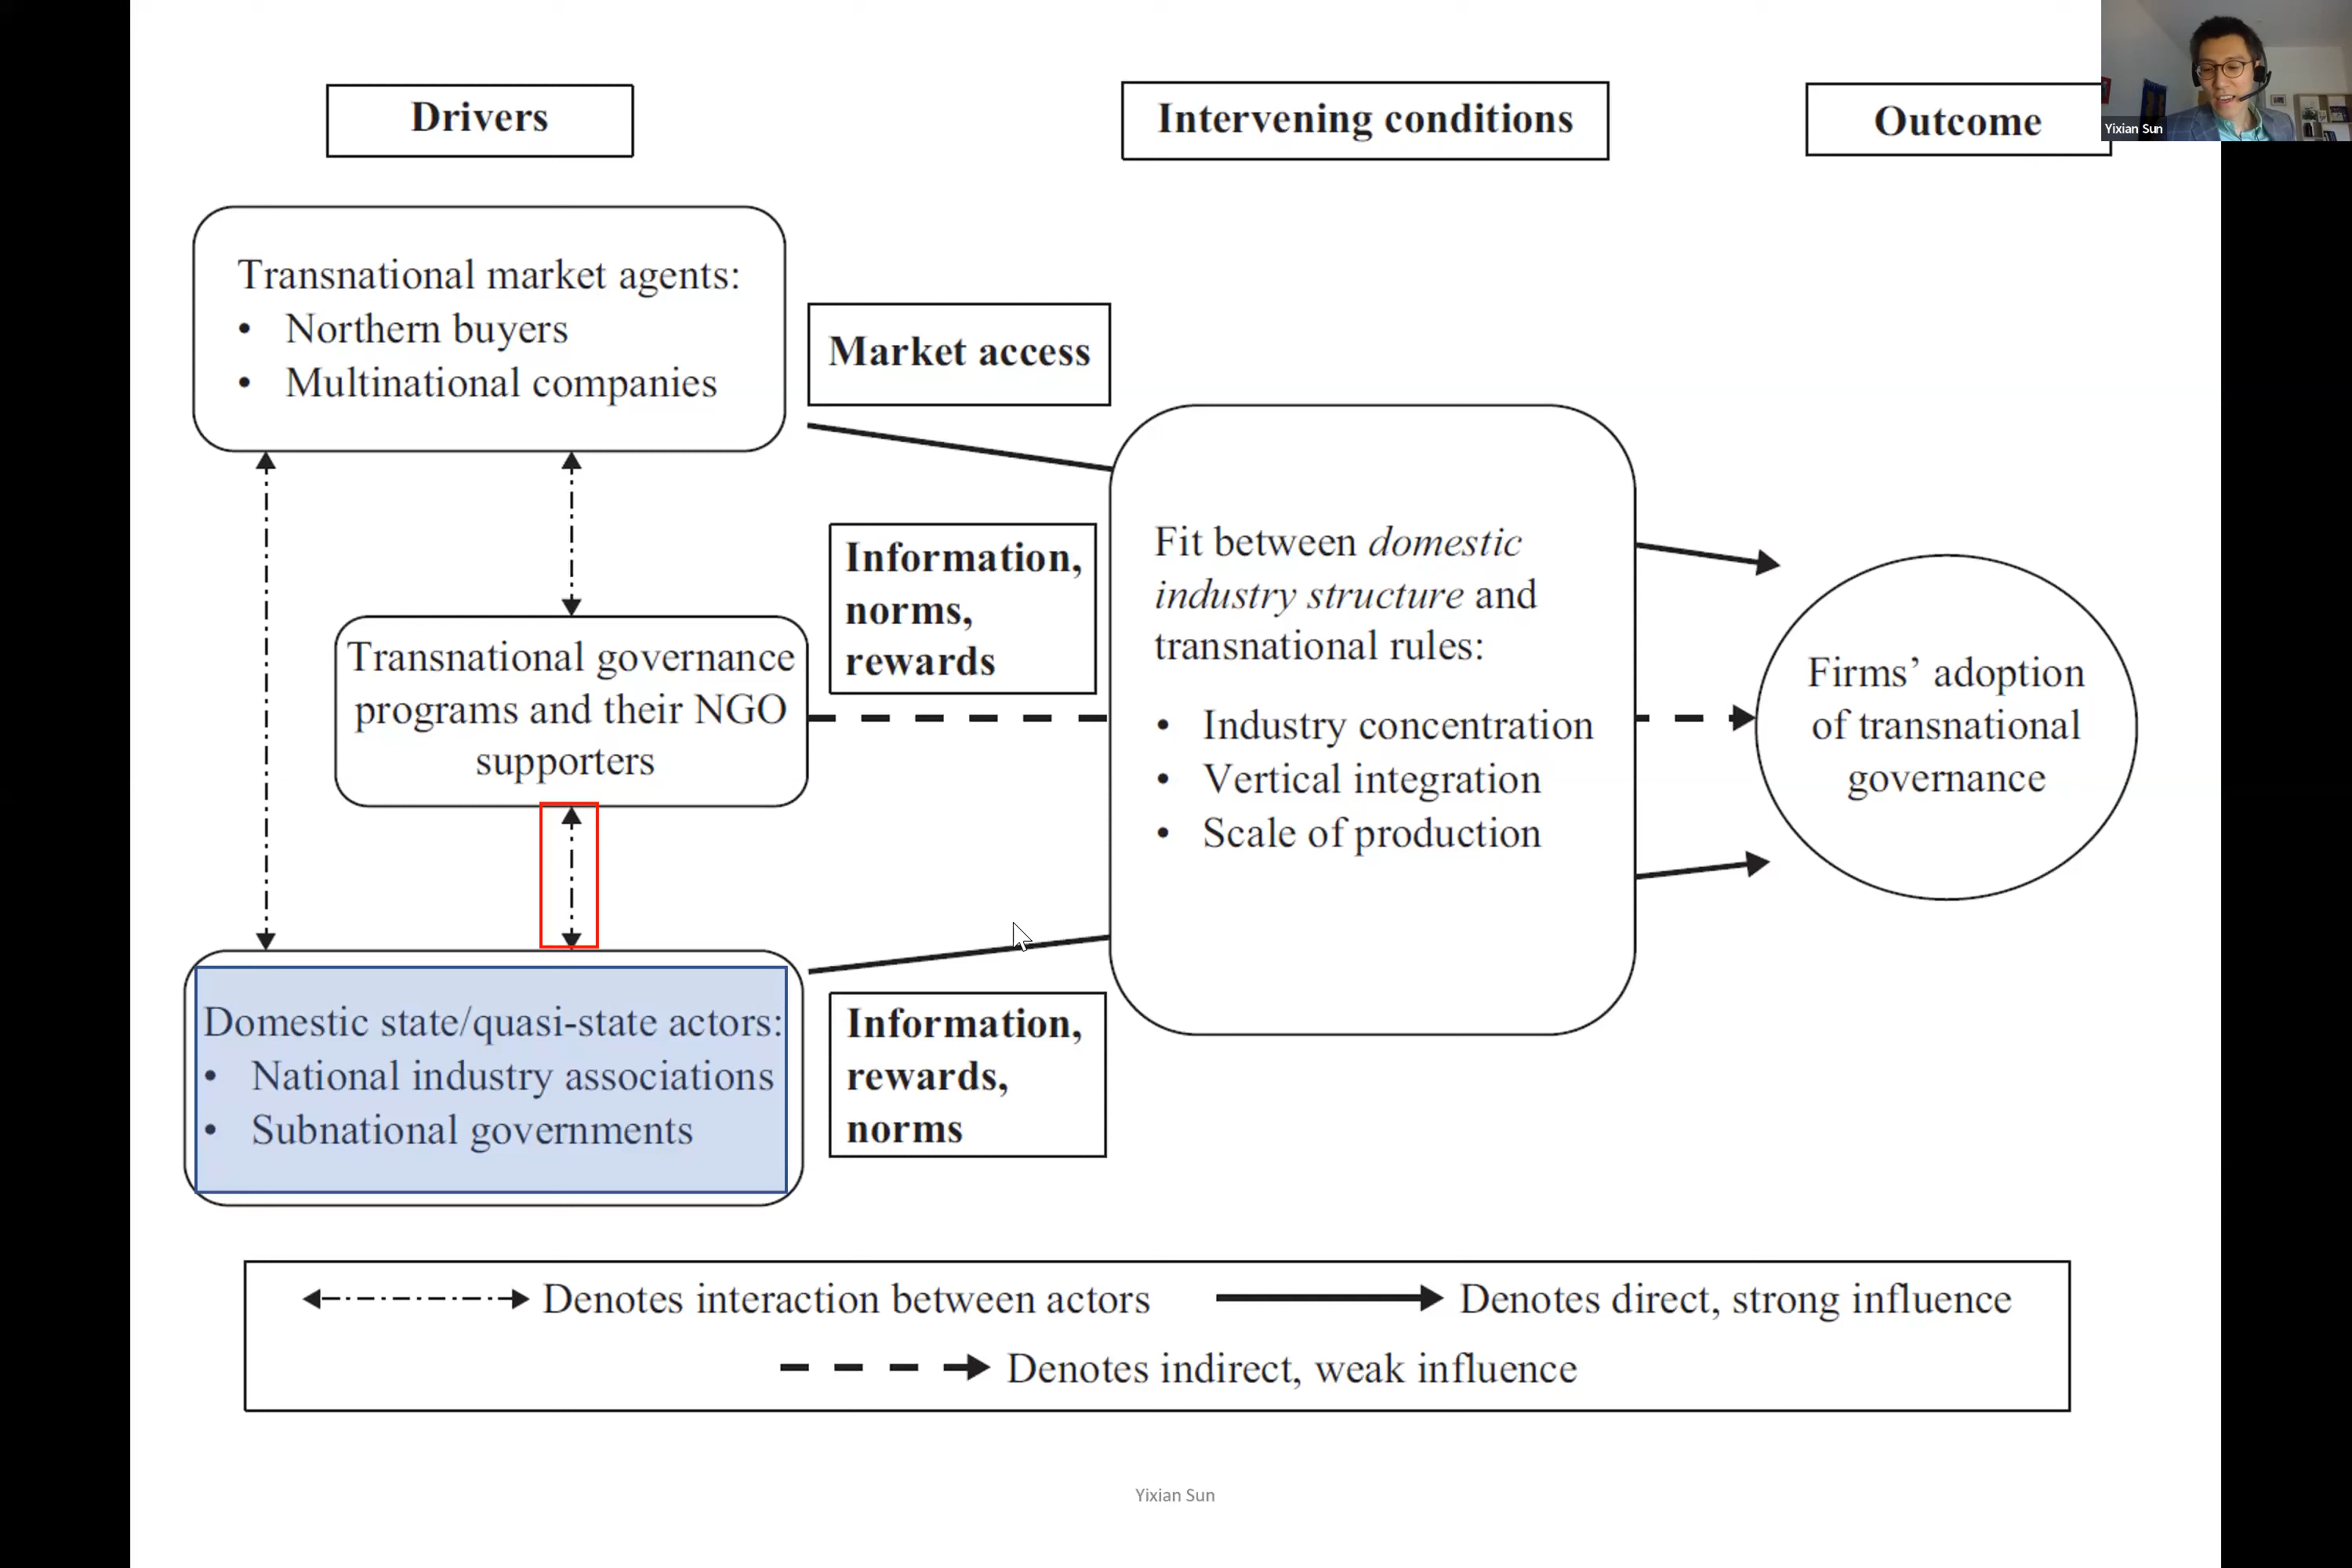 Drivers
Intervening conditions
Outcome
Yixian Sun
Transnational market agents:
• Northern buyers
• Multinational companies
Market access
Information,
norms,
rewards
Transnational governance
programs and their NGO
supporters
Fit between domestic
industry structure and
transnational rules:
• Industry concentration
• Vertical integration
• Scale of production
Firms’ adoption
of transnational
governance
Domestic state/quasi-state actors:
• National industry associations
• Subnational governments
Information,
rewards,
norms
Denotes interaction between actors
Denotes direct, strong influence
Denotes indirect, weak influence
Yixian Sun